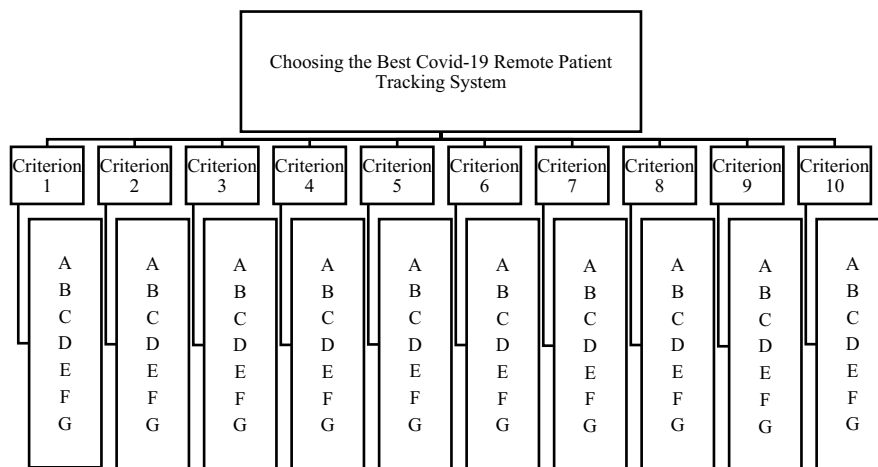 Choosing the Best Covid-19 Remote Patient
Tracking System
Criterion
1
Criterion
2
Criterion
3
Criterion
4
Criterion
5
Criterion
6
Criterion
7
Criterion
8
Criterion
9
Criterion
10
A
B
C
D
E
F
G
A
B
C
D
E
F
G
A
B
C
D
E
F
G
A
B
C
D
E
F
G
A
B
C
D
E
F
G
A
B
C
D
E
F
G
A
B
C
D
E
F
G
A
B
C
D
E
F
G
A
B
C
D
E
F
G
A
B
C
D
E
F
G